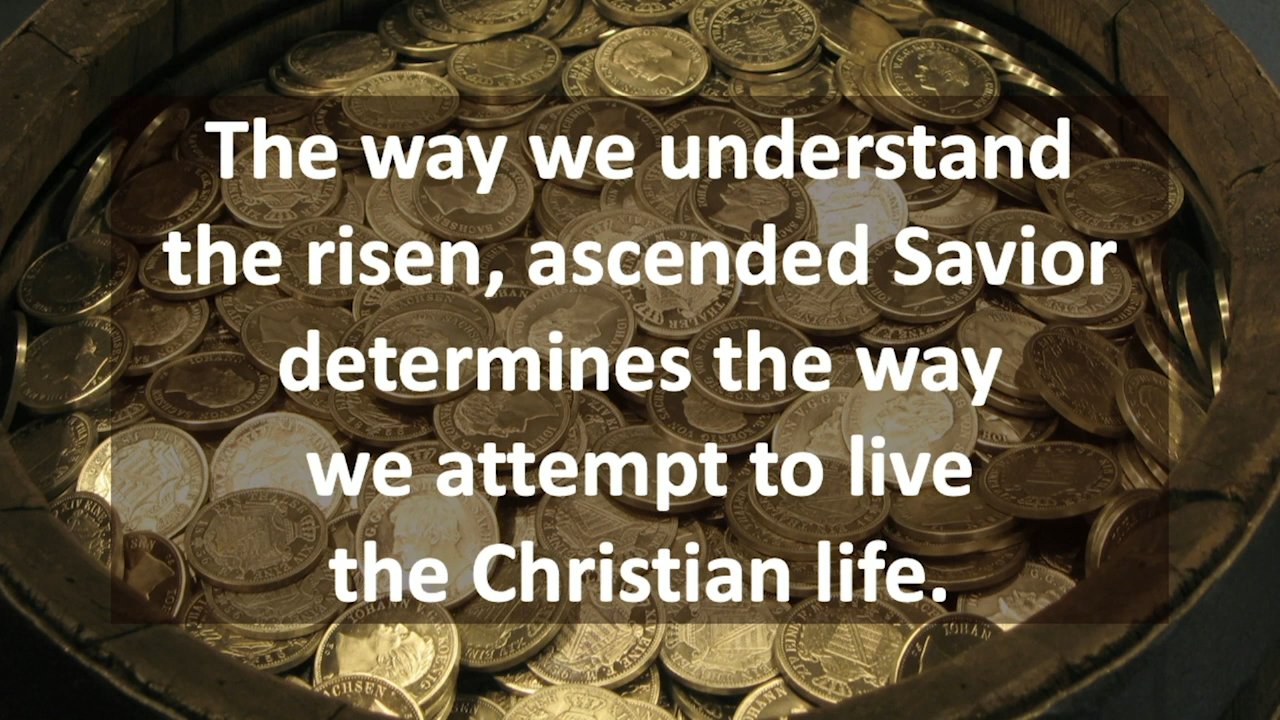 The way we understand
the risen, ascended Savior
determines the way
we attempt to live
the Christian life.